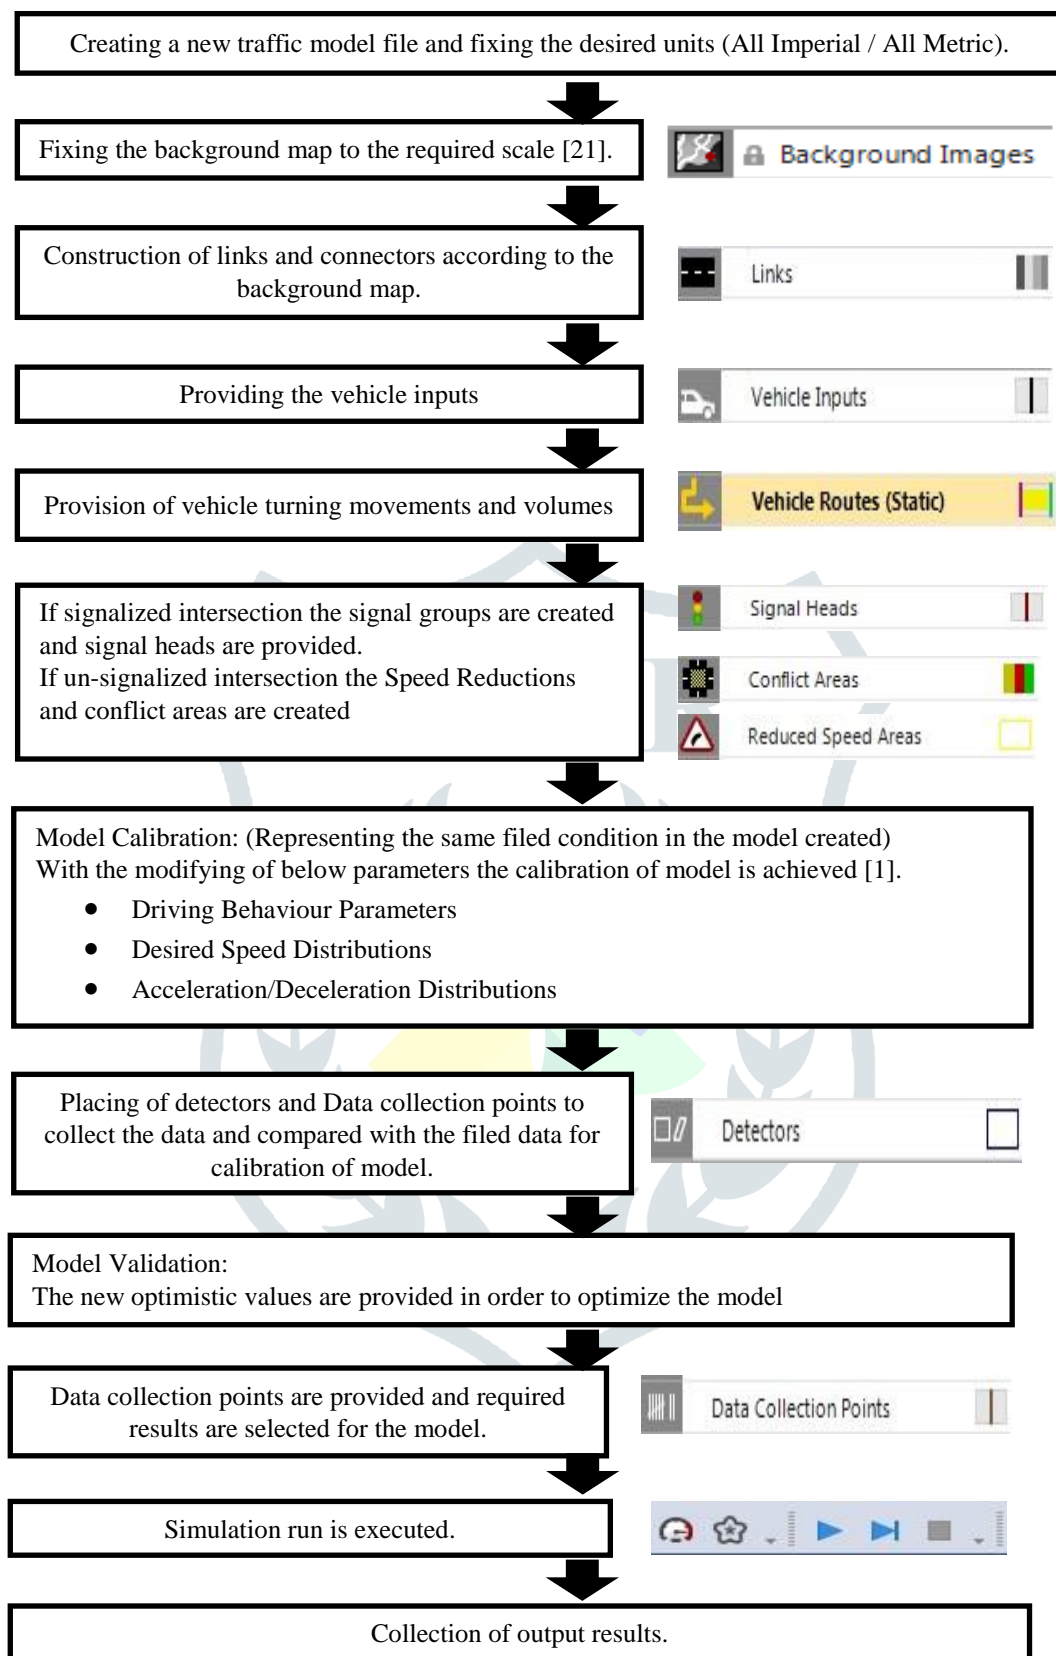 Creating a new traffic model file and fixing the desired units (All Imperial / All Metric).
Fixing the background map to the required scale [21].
Background Images
Construction of links and connectors according to the
background map.
Links
Providing the vehicle inputs
Vehicle Inputs
Provision of vehicle turning movements and volumes
Vehicle Routes (Static)
If signalized intersection the signal groups are created
and signal heads are provided.
If un-signalized intersection the Speed Reductions
and conflict areas are created
Signal Heads
Conflict Areas
Reduced Speed Areas
Model Calibration: (Representing the same filed condition in the model created)
With the modifying of below parameters the calibration of model is achieved [1].
• Driving Behaviour Parameters
• Desired Speed Distributions
• Acceleration/Deceleration Distributions
Placing of detectors and Data collection points to
collect the data and compared with the filed data for
calibration of model.
Detectors
Model Validation:
The new optimistic values are provided in order to optimize the model
Data collection points are provided and required
results are selected for the model.
Data Collection Points
Simulation run is executed.
Collection of output results.